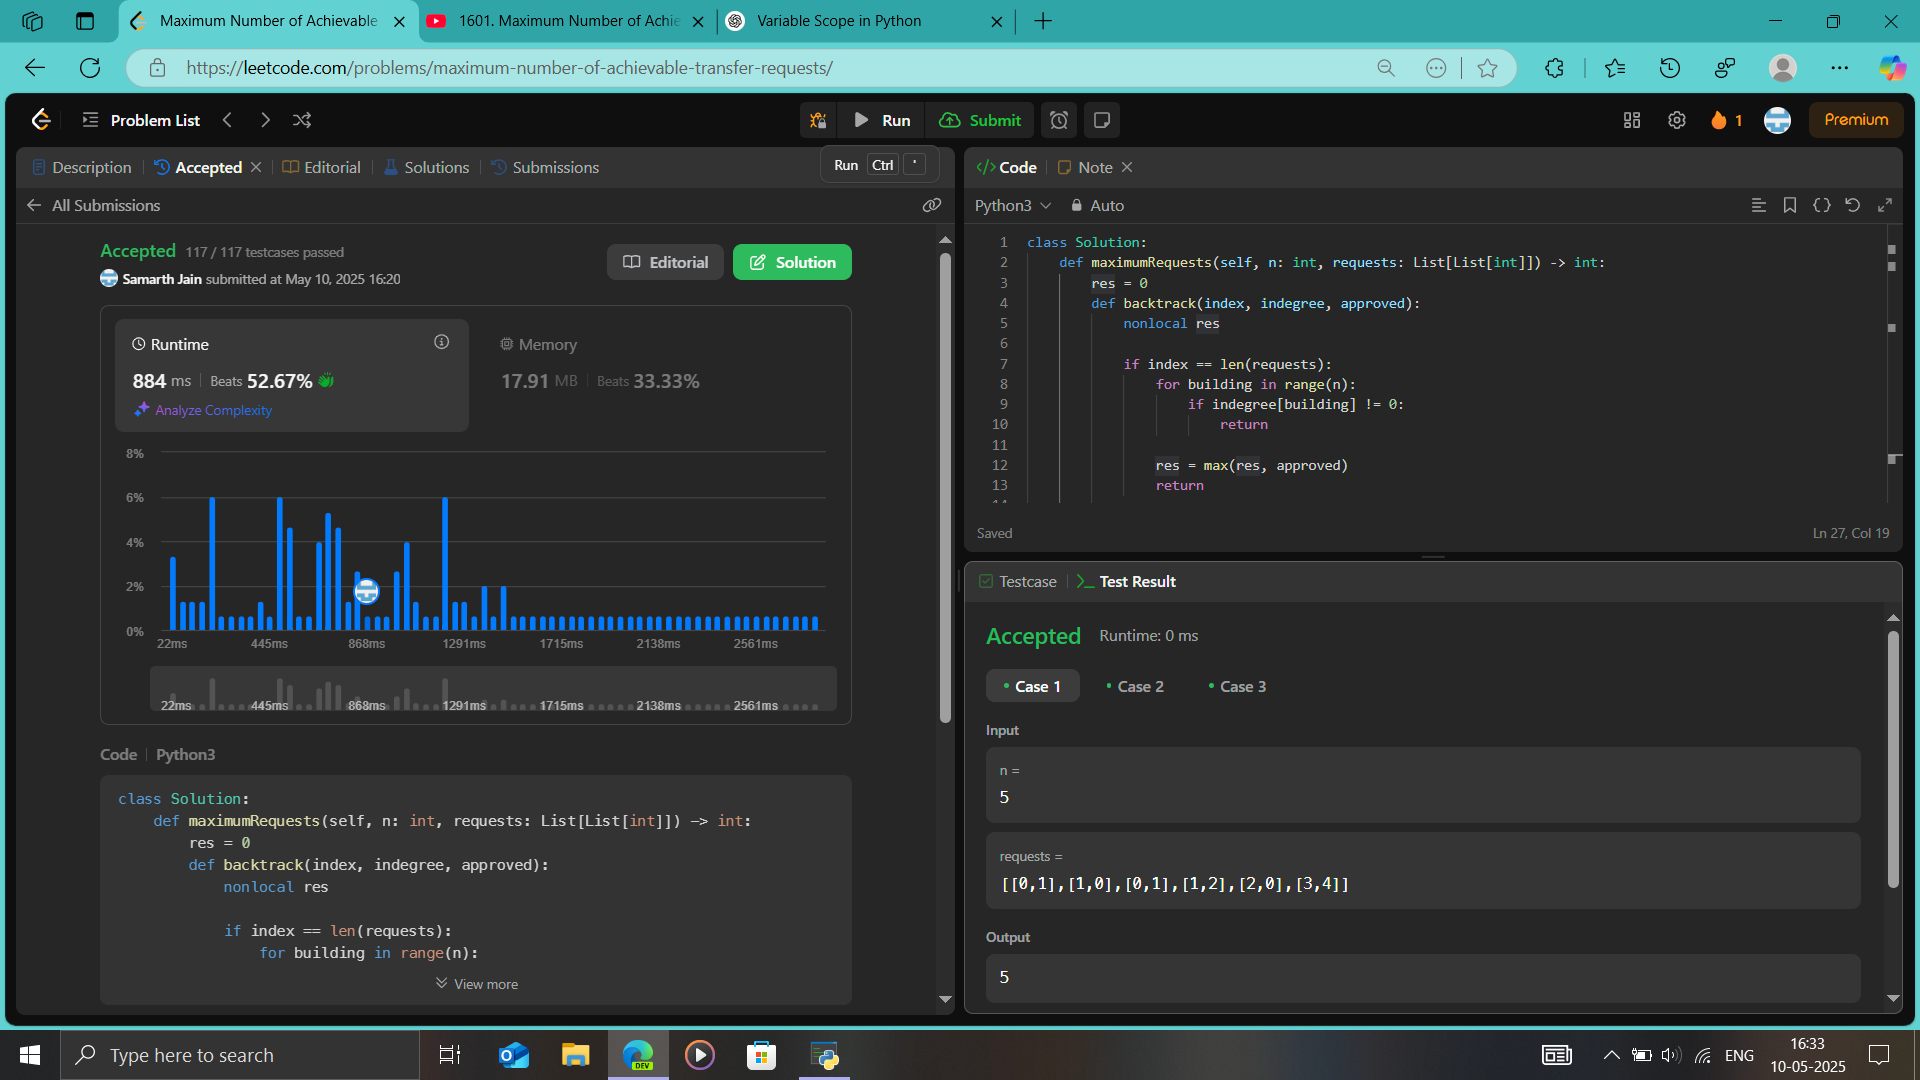 Maximum Number of Achievable
1601. Maximum Number of Achie
Variable Scope in Python
https://leetcode.com/problems/maximum-number-of-achievable-transfer-requests/
Problem List
Run
Submit
1
Premium
Description
Accepted
Editorial
Solutions
Submissions
Run Ctrl '
All Submissions
Accepted 117 / 117 testcases passed
Samarth Jain submitted at May 10, 2025 16:20
Editorial
Solution
Runtime
884 ms Beats 52.67%
Analyze Complexity
Memory
17.91 MB Beats 33.33%
8%
6%
4%
2%
0%
22ms 445ms 868ms 1291ms 1715ms 2138ms 2561ms
22ms 445ms 868ms 1291ms 1715ms 2138ms 2561ms
Code Python3
class Solution:
def maximumRequests(self, n: int, requests: List[List[int]]) -> int:
res = 0
def backtrack(index, indegree, approved):
nonlocal res
if index == len(requests):
for building in range(n):
View more
</> Code
Note
Python3
Auto
1 class Solution:
2 def maximumRequests(self, n: int, requests: List[List[int]]) -> int:
3 res = 0
4 def backtrack(index, indegree, approved):
5 nonlocal res
6
7 if index == len(requests):
8 for building in range(n):
9 if indegree[building] != 0:
10 return
11
12 res = max(res, approved)
13 return
Saved
Ln 27, Col 19
Testcase
Test Result
Accepted Runtime: 0 ms
Case 1
Case 2
Case 3
Input
n =
5
requests =
[[0,1],[1,0],[0,1],[1,2],[2,0],[3,4]]
Output
5
Type here to search
DEV
ENG
16:33
10-05-2025